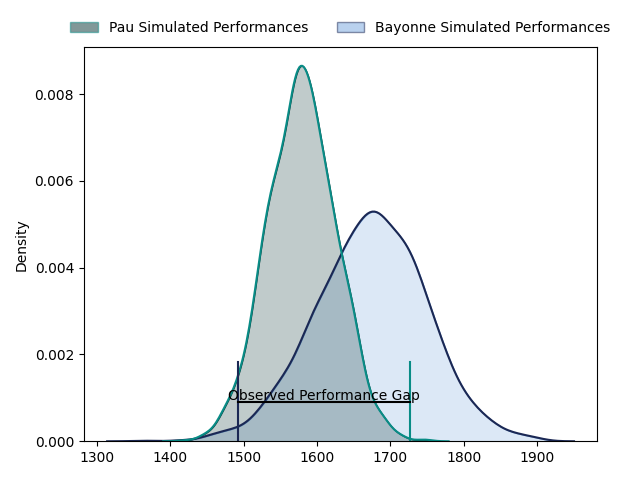 Pau Simulated Performances Bayonne Simulated Performances
0.008
0.006
0.004
0.002
0.000
Density
Observed Performance Gap
1300 1400 1500 1600 1700 1800 1900